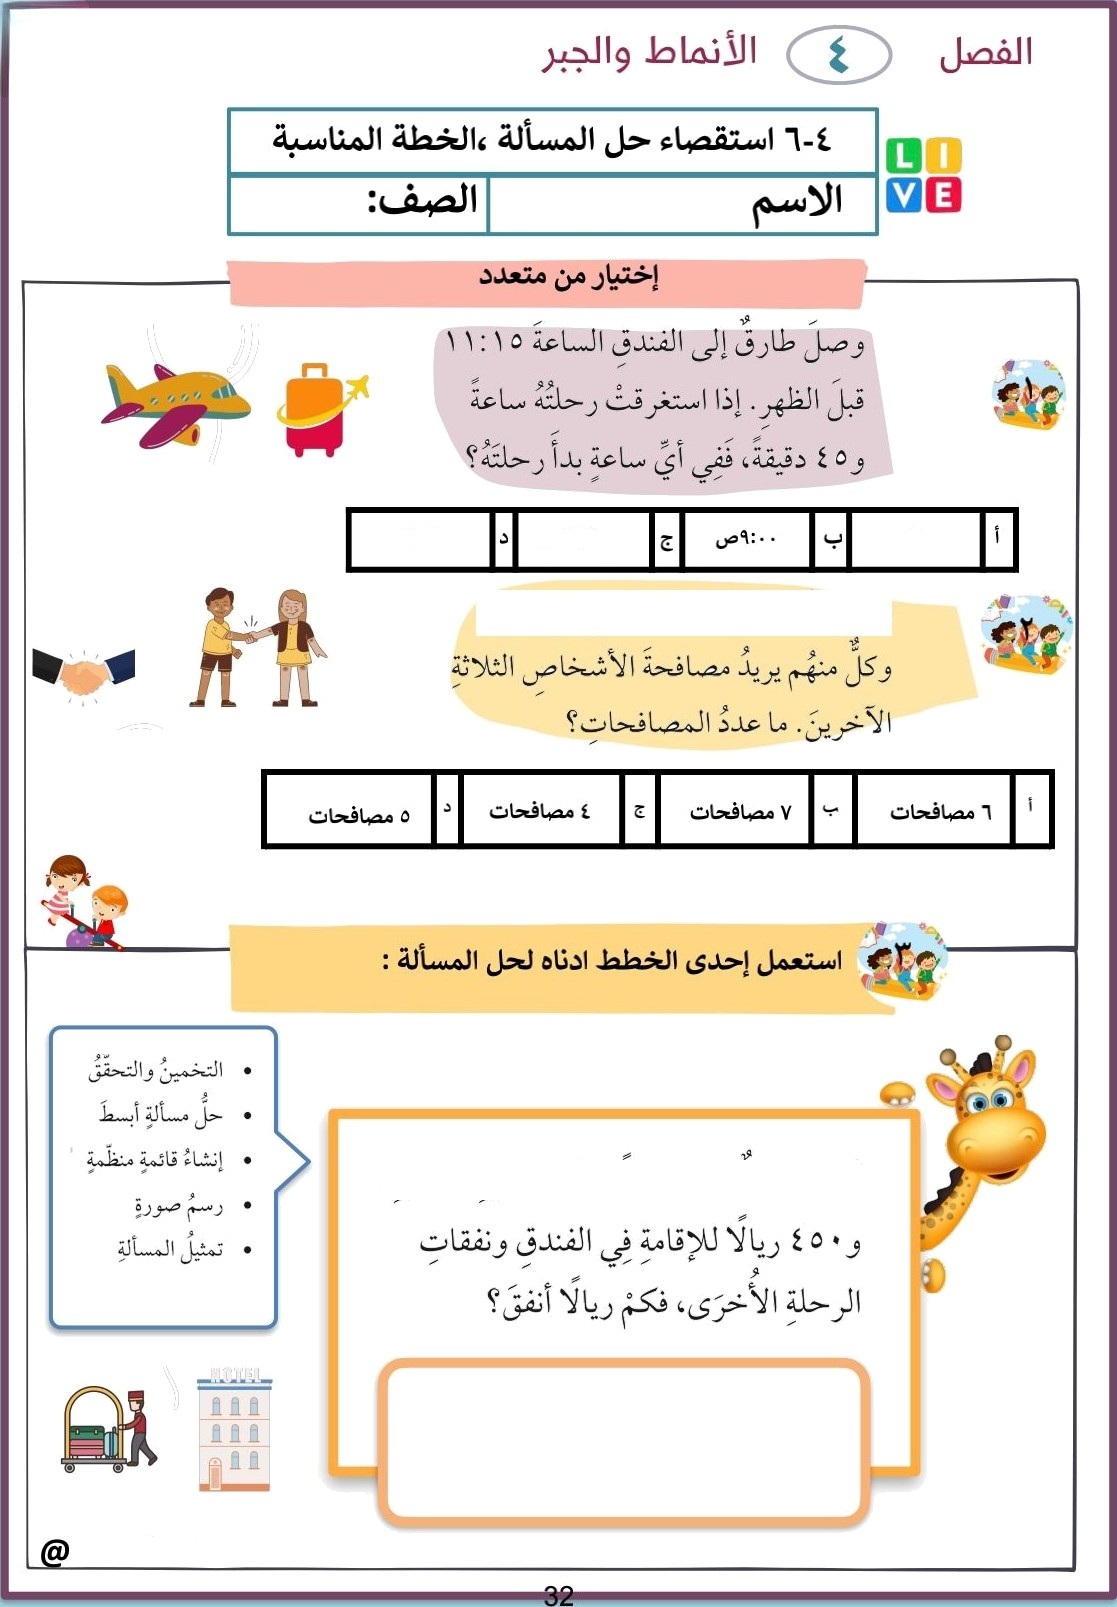 الفصل ٤ الأنماط والجبر
٤-٦ استقصاء حل المسألة ،الخطة المناسبة
LIVE
الاسم الصف:
إختيار من متعدد
وصلَ طارقٌ إلى الفندقِ الساعةَ ١١:١٥
قبلَ الظهرِ. إذا استغرقتْ رحلتُهُ ساعةً
و٤٥ دقيقةً، فَفِي أيِّ ساعةٍ بدأَ رحلتَهُ؟
أ ب ٩:٠٠ص ج د
وكلٌّ منهُم يريدُ مصافحةَ الأشخاصِ الثلاثةِ
الآخرينَ. ما عددُ المصافحاتِ؟
أ ٦ مصافحات ب ٧ مصافحات ج ٤ مصافحات د ٥ مصافحات
استعمل إحدى الخطط ادناه لحل المسألة :
• التخمينُ والتحقّقُ
• حلُّ مسألةٍ أبسطَ
• إنشاءُ قائمةٍ منظّمةٍ
• رسمُ صورةٍ
• تمثيلُ المسألةِ
و٤٥٠ ريالًا للإقامةِ فِي الفندقِ ونفقاتِ
الرحلةِ الأُخرَى، فكمْ ريالًا أنفقَ؟
HOTEL
@
32